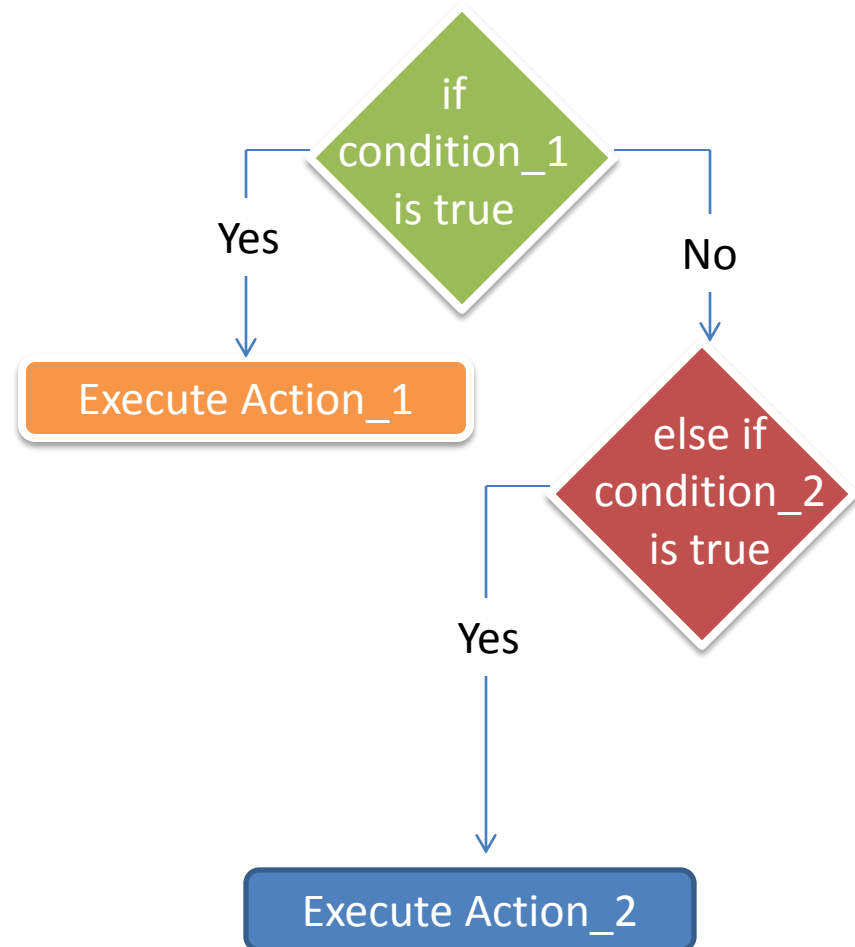 if
condition_1
is true
Yes
No
Execute Action_1
else if
condition_2
is true
Yes
Execute Action_2